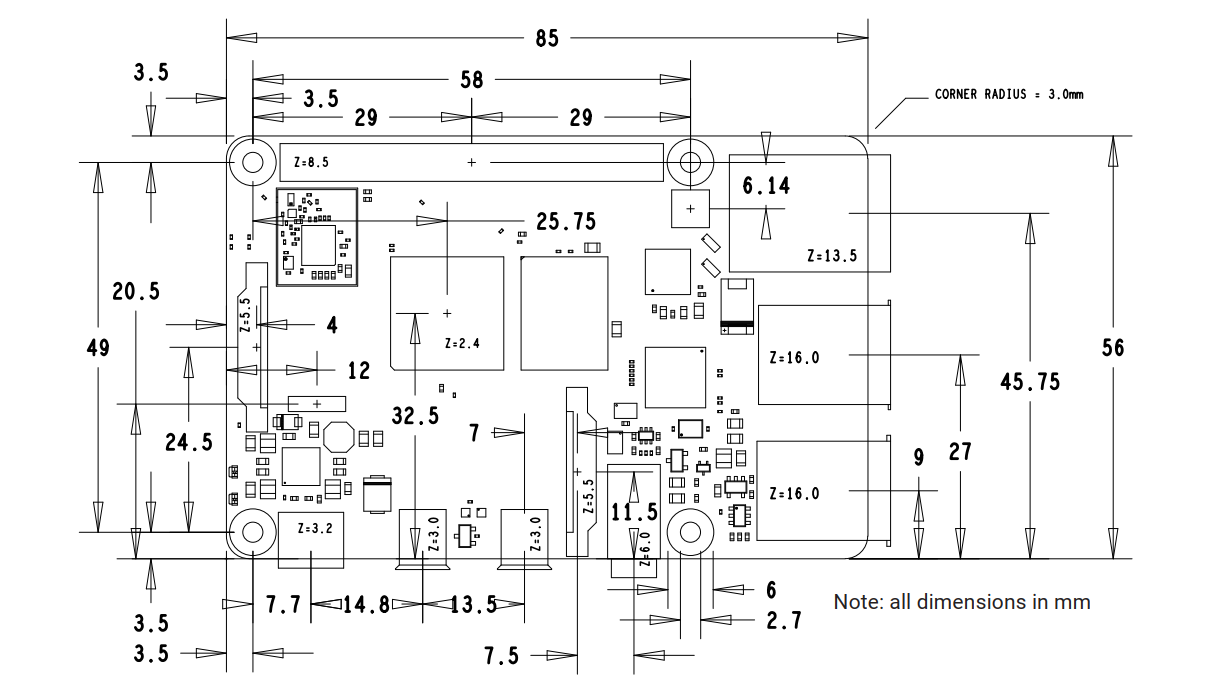 85
3.5
58
3.5
CORNER RADIUS = 3.0mm
29
29
Z=8.5
6.14
25.75
Z=13.5
20.5
Z=5.5
4
Z=2.4
49
Z=16.0
56
12
45.75
32.5
24.5
7
9
27
Z=16.0
Z=5.5
11.5
Z=3.2
Z=3.0
Z=3.0
Z=6.0
7.7
14.8
13.5
6
Note: all dimensions in mm
3.5
2.7
3.5
7.5